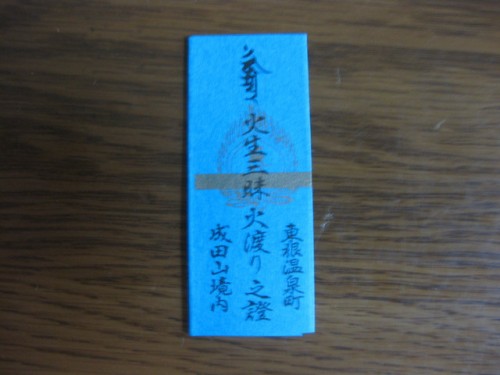 火生三昧火渡り之證
東根温泉町
成田山境内